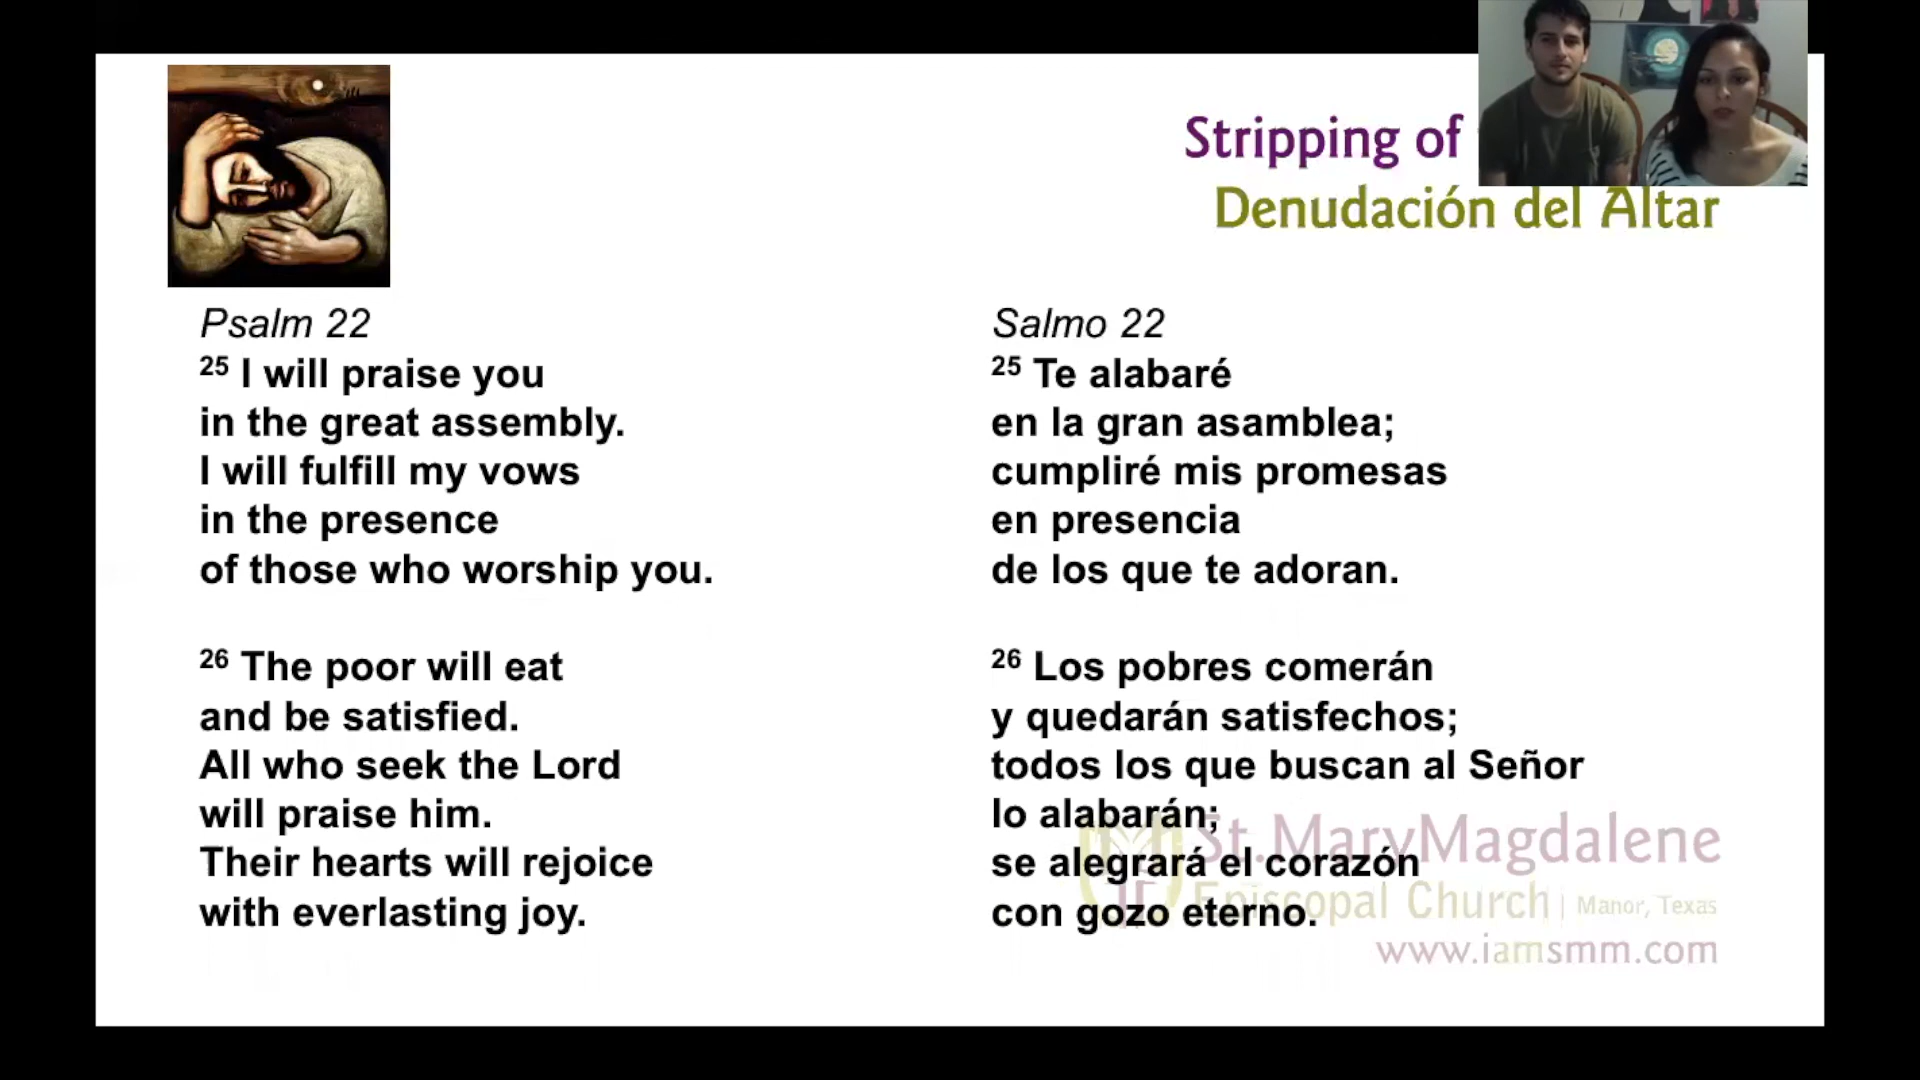 Stripping of
Denudación del Altar
Psalm 22
25 I will praise you
in the great assembly.
I will fulfill my vows
in the presence
of those who worship you.
26 The poor will eat
and be satisfied.
All who seek the Lord
will praise him.
Their hearts will rejoice
with everlasting joy.
Salmo 22
25 Te alabaré
en la gran asamblea;
cumpliré mis promesas
en presencia
de los que te adoran.
26 Los pobres comerán
y quedarán satisfechos;
todos los que buscan al Señor
lo alabarán;
se alegrará el corazón
con gozo eterno.
St.MaryMagdalene
Episcopal Church | Manor, Texas
www.iamsmm.com